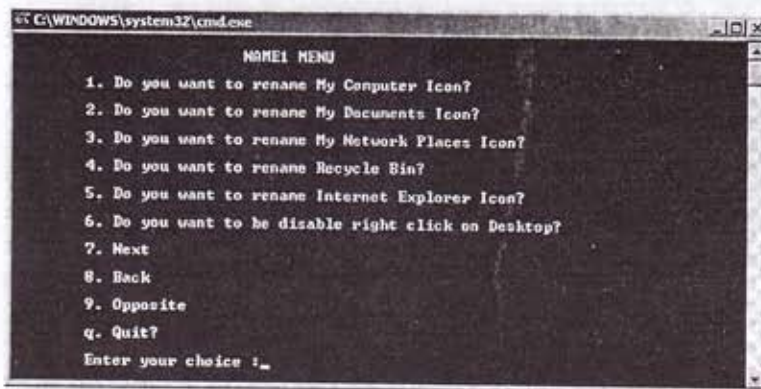 C:\WINDOWS\system32\cmd.exe
NAME1 MENU
1. Do you want to rename My Computer Icon?
2. Do you want to rename My Documents Icon?
3. Do you want to rename My Network Places Icon?
4. Do you want to rename Recycle Bin?
5. Do you want to rename Internet Explorer Icon?
6. Do you want to be disable right click on Desktop?
7. Next
8. Back
9. Opposite
q. Quit?
Enter your choice :_